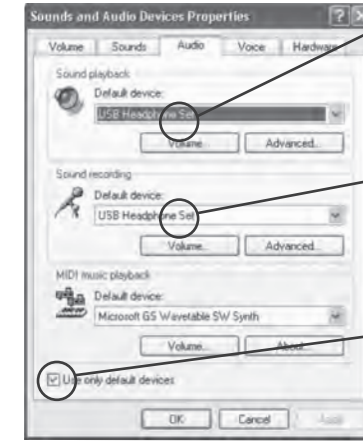 Sounds and Audio Devices Properties
Volume Sounds Audio Voice Hardware
Sound playback
Default device:
USB Headphone Set
Volume... Advanced...
Sound recording
Default device:
USB Headphone Set
Volume... Advanced...
MIDI music playback
Default device:
Microsoft GS Wavetable SW Synth
Volume... About...
Use only default devices
OK Cancel Apply